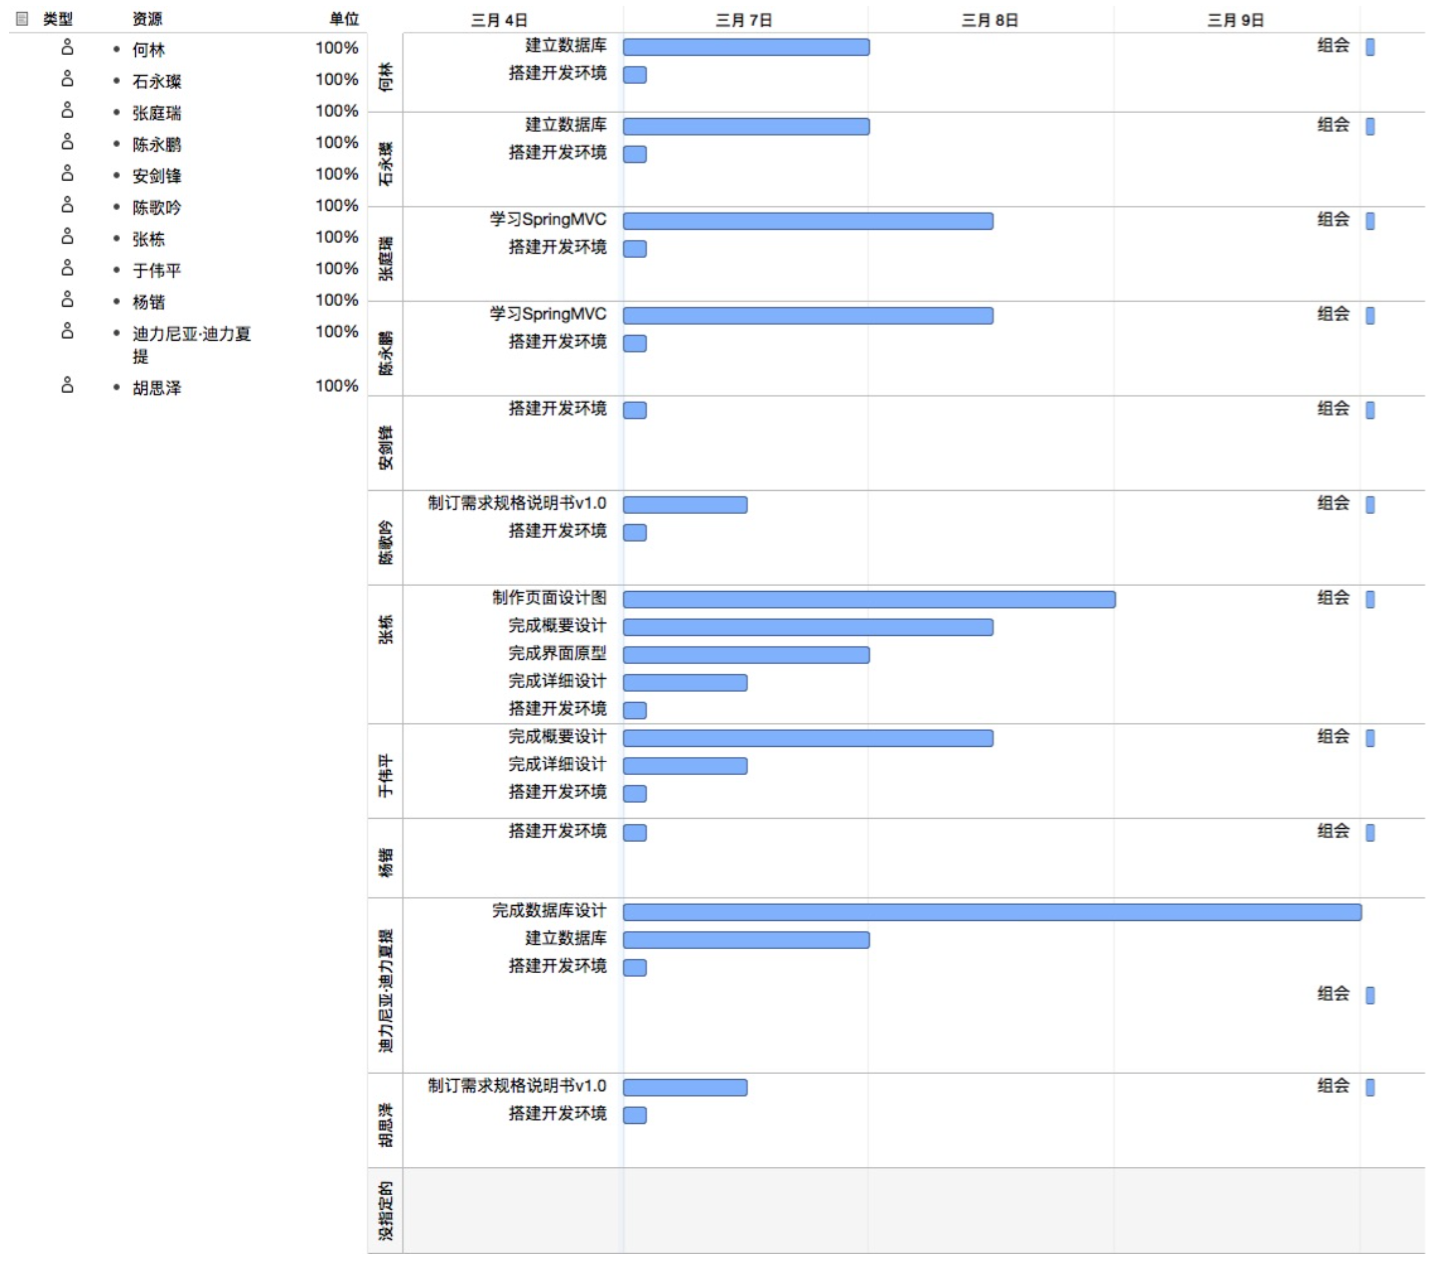 类型 资源 单位 三月 4日 三月 7日 三月 8日 三月 9日
何林 100%
石永璨 100%
张庭瑞 100%
陈永鹏 100%
安剑锋 100%
陈歌吟 100%
张栋 100%
于伟平 100%
杨锴 100%
迪力尼亚·迪力夏 100%
提
胡思泽 100%
何林
建立数据库 组会
搭建开发环境
石永璨
建立数据库 组会
搭建开发环境
张庭瑞
学习SpringMVC 组会
搭建开发环境
陈永鹏
学习SpringMVC 组会
搭建开发环境
安剑锋
搭建开发环境 组会
陈歌吟
制订需求规格说明书v1.0 组会
搭建开发环境
张栋
制作页面设计图 组会
完成概要设计
完成界面原型
完成详细设计
搭建开发环境
于伟平
完成概要设计 组会
完成详细设计
搭建开发环境
杨锴
搭建开发环境 组会
迪力尼亚·迪力夏提
完成数据库设计
建立数据库
搭建开发环境
组会
胡思泽
制订需求规格说明书v1.0 组会
搭建开发环境
没指定的